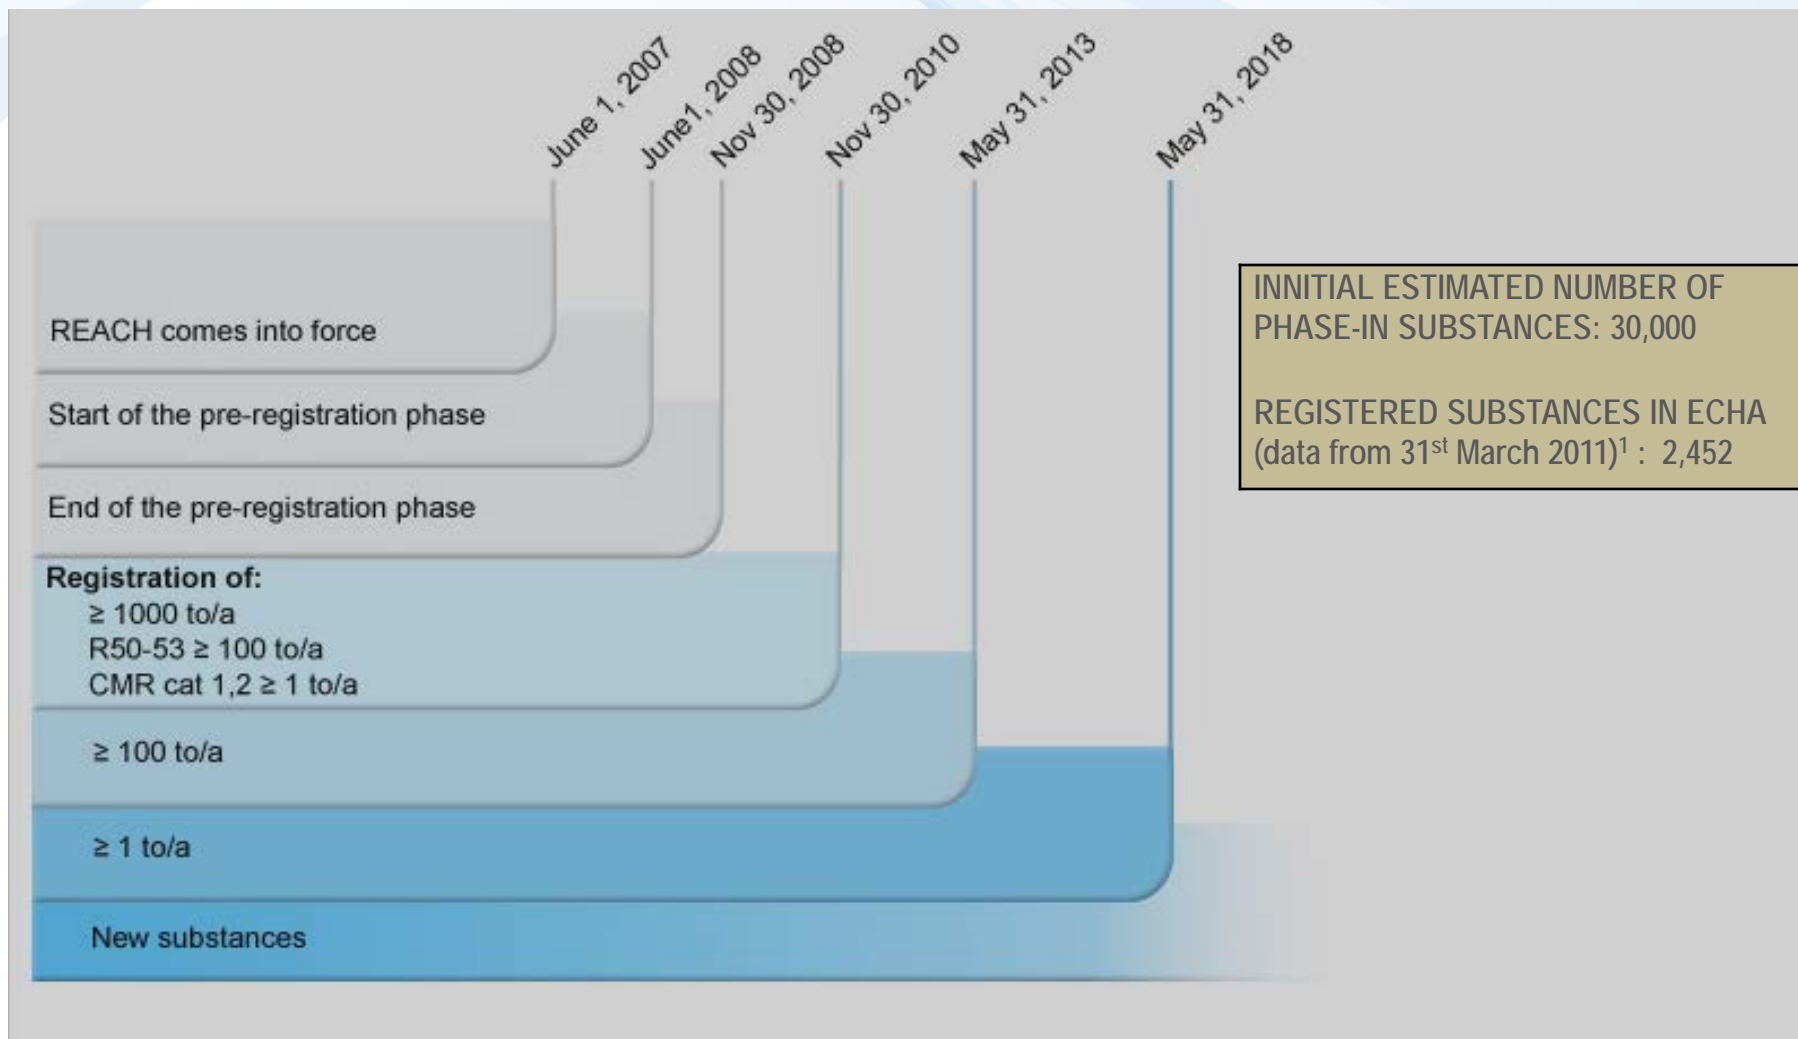 June 1, 2007
June1, 2008
Nov 30, 2008
Nov 30, 2010
May 31, 2013
May 31, 2018
REACH comes into force
Start of the pre-registration phase
End of the pre-registration phase
Registration of:
≥ 1000 to/a
R50-53 ≥ 100 to/a
CMR cat 1,2 ≥ 1 to/a
≥ 100 to/a
≥ 1 to/a
New substances
INNITIAL ESTIMATED NUMBER OF
PHASE-IN SUBSTANCES: 30,000
REGISTERED SUBSTANCES IN ECHA
(data from 31st March 2011)1 : 2,452